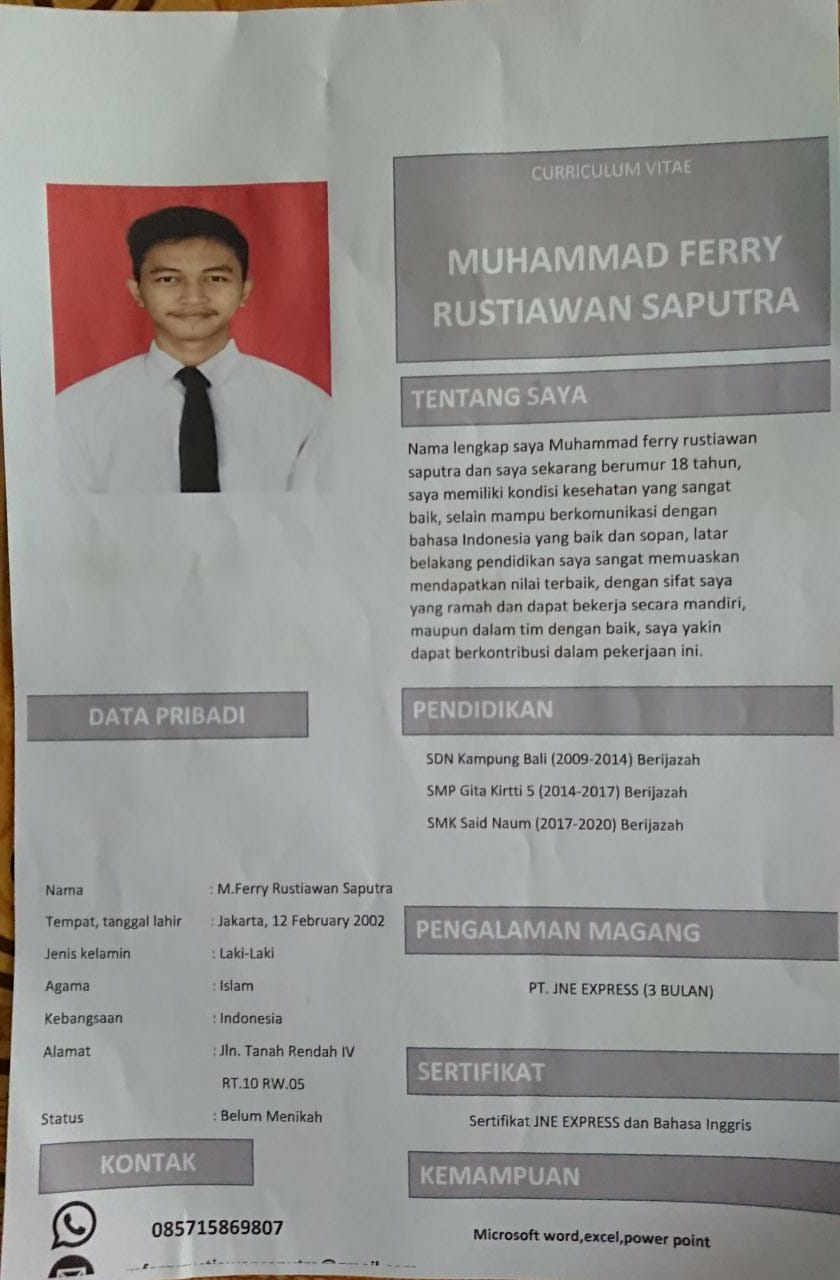 CURRICULUM VITAE
MUHAMMAD FERRY
RUSTIAWAN SAPUTRA
TENTANG SAYA
Nama lengkap saya Muhammad ferry rustiawan
saputra dan saya sekarang berumur 18 tahun,
saya memiliki kondisi kesehatan yang sangat
baik, selain mampu berkomunikasi dengan
bahasa Indonesia yang baik dan sopan, latar
belakang pendidikan saya sangat memuaskan
mendapatkan nilai terbaik, dengan sifat saya
yang ramah dan dapat bekerja secara mandiri,
maupun dalam tim dengan baik, saya yakin
dapat berkontribusi dalam pekerjaan ini.
PENDIDIKAN
SDN Kampung Bali (2009-2014) Berijazah
SMP Gita Kirtti 5 (2014-2017) Berijazah
SMK Said Naum (2017-2020) Berijazah
PENGALAMAN MAGANG
PT. JNE EXPRESS (3 BULAN)
SERTIFIKAT
Sertifikat JNE EXPRESS dan Bahasa Inggris
KEMAMPUAN
Microsoft word,excel,power point
DATA PRIBADI
Nama : M.Ferry Rustiawan Saputra
Tempat, tanggal lahir : Jakarta, 12 February 2002
Jenis kelamin : Laki-Laki
Agama : Islam
Kebangsaan : Indonesia
Alamat : Jln. Tanah Rendah IV
RT.10 RW.05
Status : Belum Menikah
KONTAK
085715869807